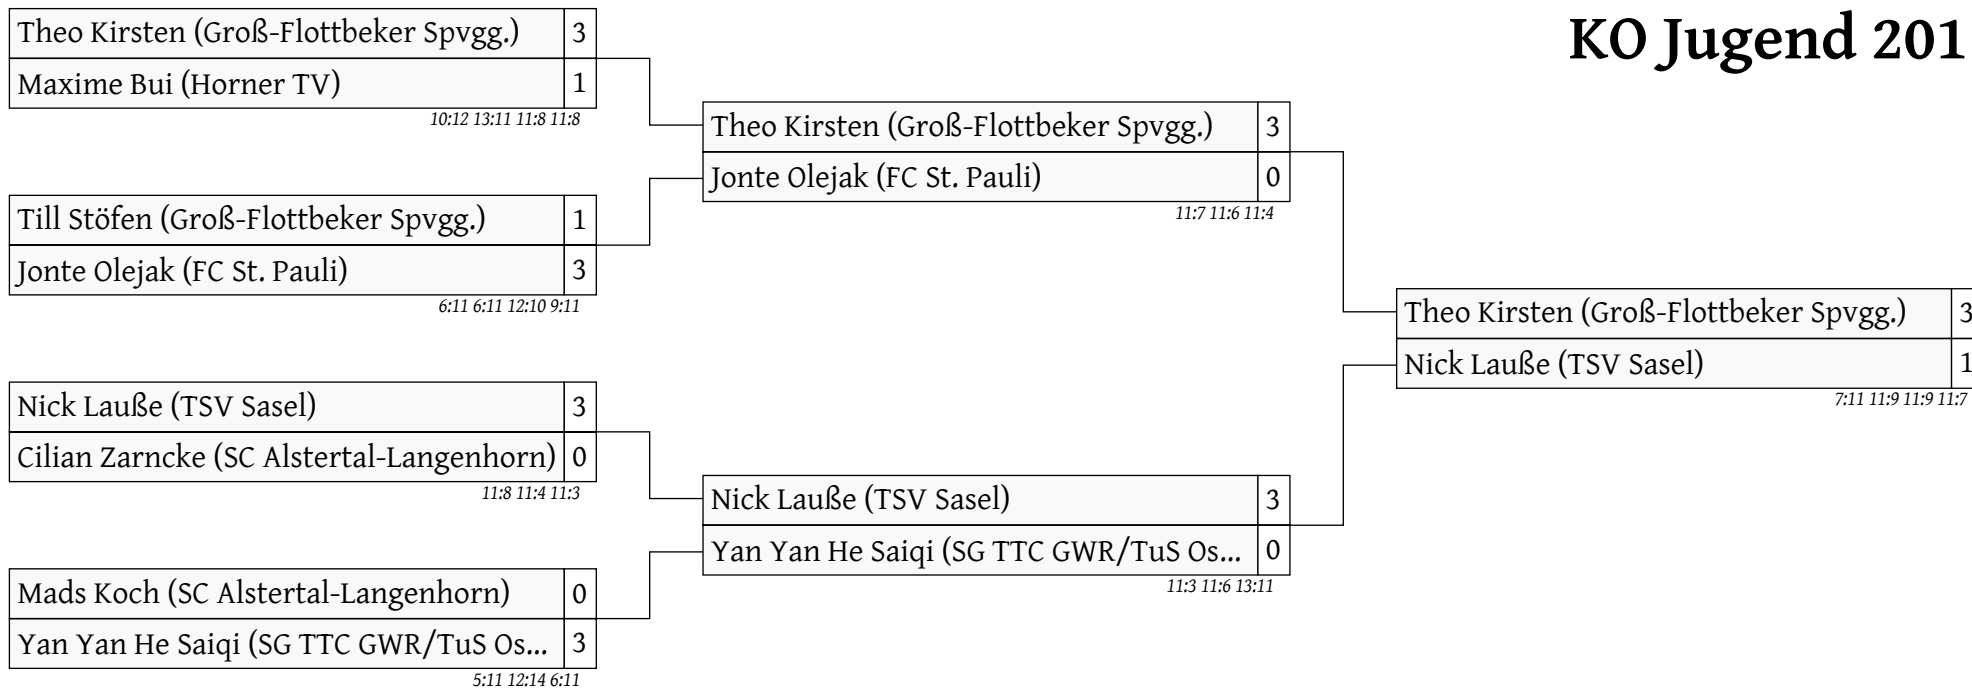 KO Jugend 201
Theo Kirsten (Groß-Flottbeker Spvgg.) 3
Maxime Bui (Horner TV) 1
10:12 13:11 11:8 11:8
Till Stöfen (Groß-Flottbeker Spvgg.) 1
Jonte Olejak (FC St. Pauli) 3
6:11 6:11 12:10 9:11
Nick Lauße (TSV Sasel) 3
Cilian Zarncke (SC Alstertal-Langenhorn) 0
11:8 11:4 11:3
Mads Koch (SC Alstertal-Langenhorn) 0
Yan Yan He Saiqi (SG TTC GWR/TuS Os... 3
5:11 12:14 6:11
Theo Kirsten (Groß-Flottbeker Spvgg.) 3
Jonte Olejak (FC St. Pauli) 0
11:7 11:6 11:4
Nick Lauße (TSV Sasel) 3
Yan Yan He Saiqi (SG TTC GWR/TuS Os... 0
11:3 11:6 13:11
Theo Kirsten (Groß-Flottbeker Spvgg.) 3
Nick Lauße (TSV Sasel) 1
7:11 11:9 11:9 11:7